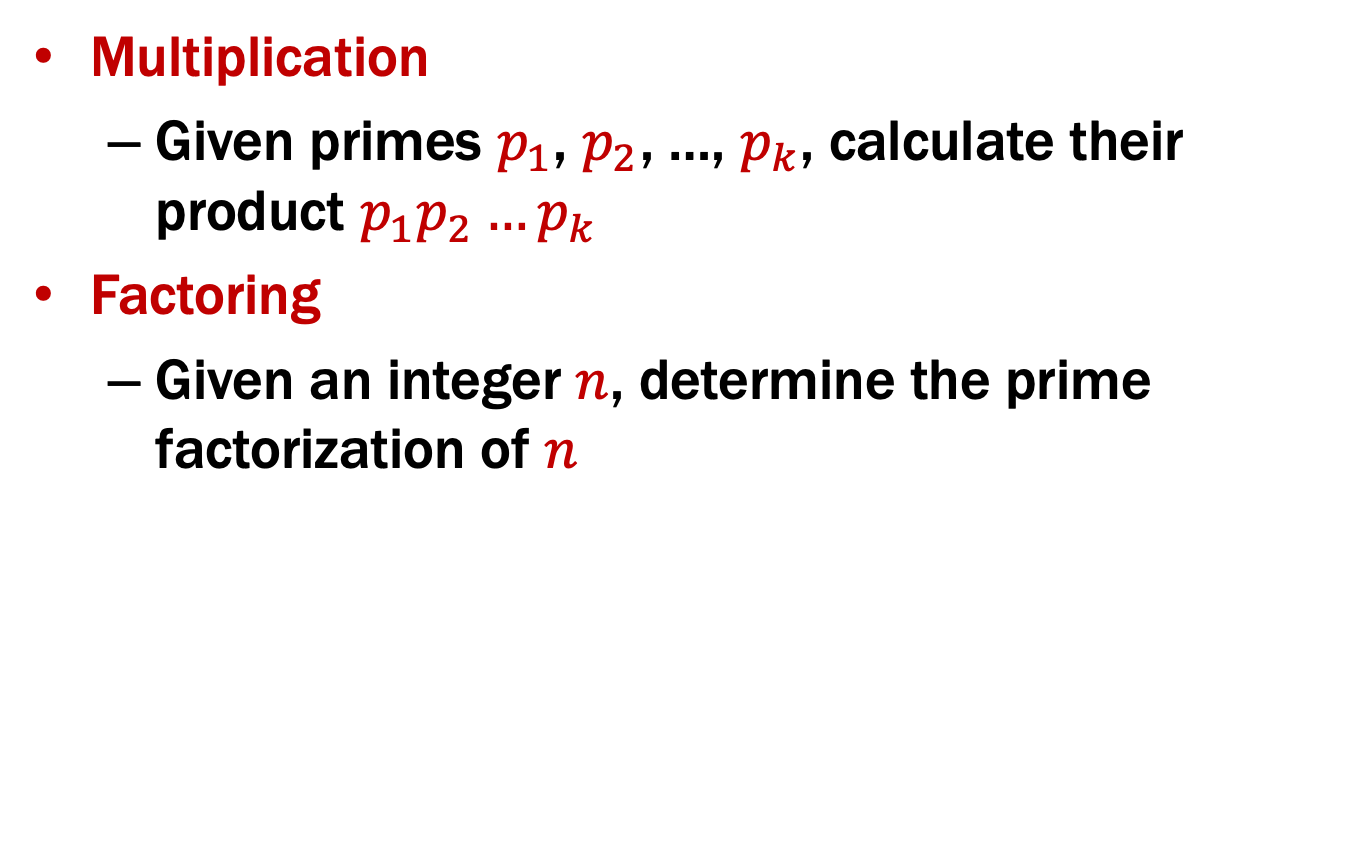 • Multiplication
– Given primes p₁, p₂, ..., pₖ, calculate their
product p₁p₂ ... pₖ
• Factoring
– Given an integer n, determine the prime
factorization of n